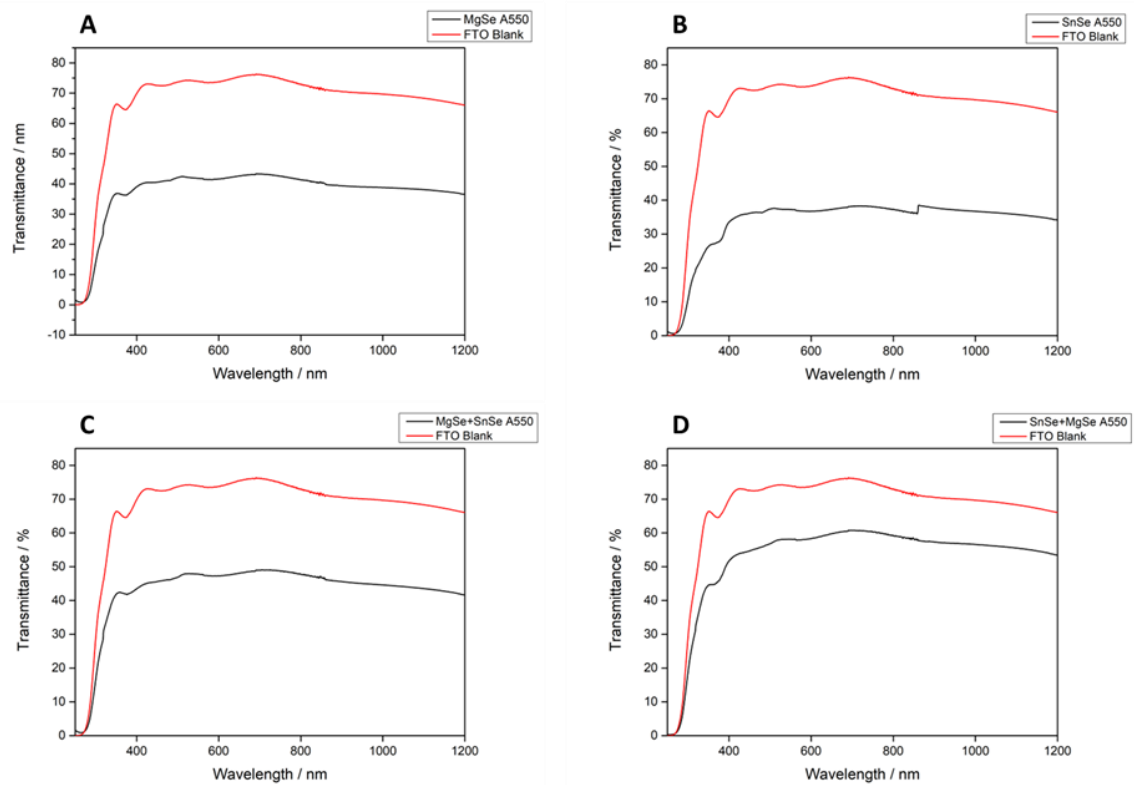 A
MgSe A550
FTO Blank
80
70
60
50
40
30
20
10
0
-10
Transmittance / nm
400
600
800
1000
1200
Wavelength / nm
B
SnSe A550
FTO Blank
80
70
60
50
40
30
20
10
0
Transmittance / %
400
600
800
1000
1200
Wavelength / nm
C
MgSe+SnSe A550
FTO Blank
80
70
60
50
40
30
20
10
0
Transmittance / %
400
600
800
1000
1200
Wavelength / nm
D
SnSe+MgSe A550
FTO Blank
80
70
60
50
40
30
20
10
0
Transmittance / %
400
600
800
1000
1200
Wavelength / nm